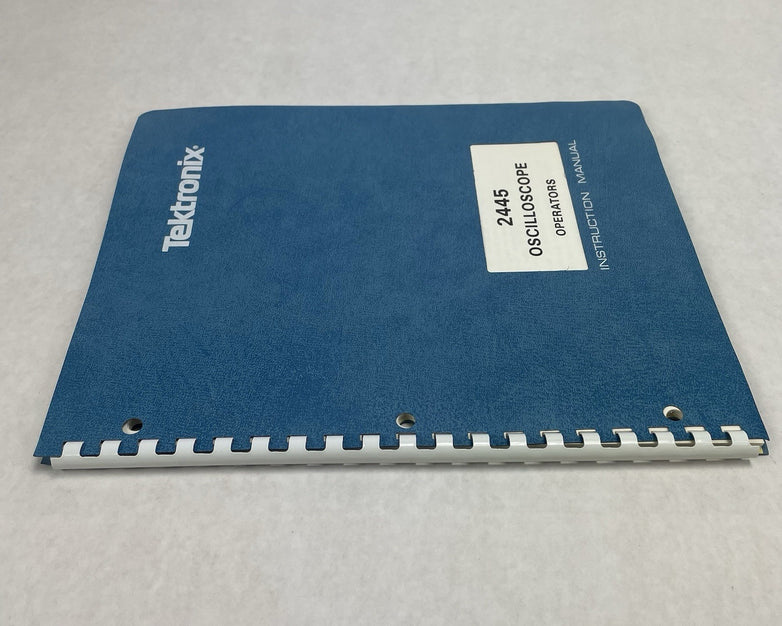 Tektronix
2445
OSCILLOSCOPE
OPERATORS
INSTRUCTION MANUAL